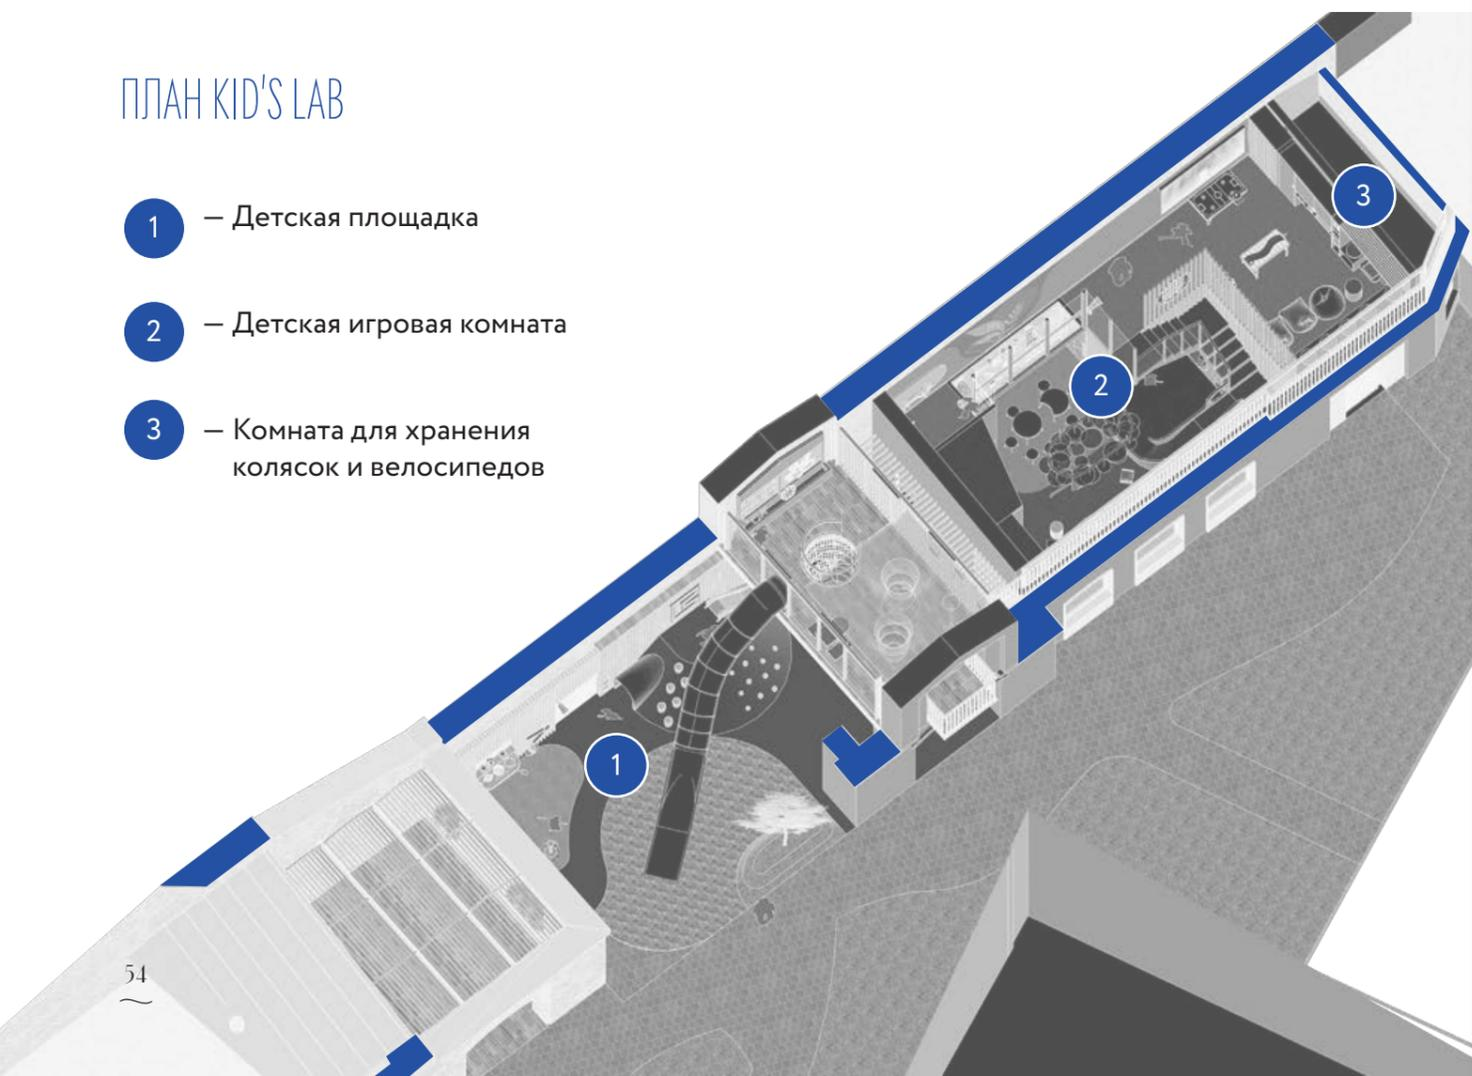 ПЛАН KID'S LAB
1 — Детская площадка
2 — Детская игровая комната
3 — Комната для хранения
колясок и велосипедов
3
2
1
54